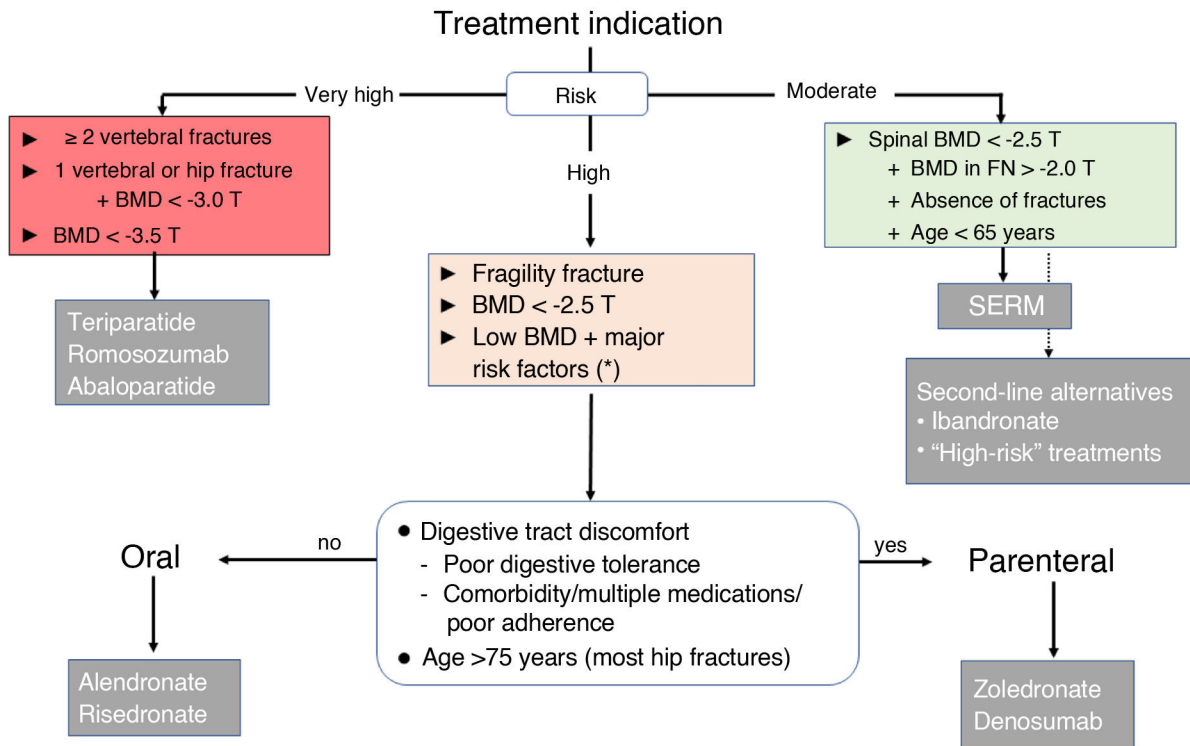 Treatment indication
Risk
Very high
Moderate
High
► ≥ 2 vertebral fractures
► 1 vertebral or hip fracture
+ BMD < -3.0 T
► BMD < -3.5 T
Teriparatide
Romosozumab
Abaloparatide
► Fragility fracture
► BMD < -2.5 T
► Low BMD + major
risk factors (*)
► Spinal BMD < -2.5 T
+ BMD in FN > -2.0 T
+ Absence of fractures
+ Age < 65 years
SERM
Second-line alternatives
• Ibandronate
• “High-risk” treatments
● Digestive tract discomfort
- Poor digestive tolerance
- Comorbidity/multiple medications/
poor adherence
● Age >75 years (most hip fractures)
no
Oral
Alendronate
Risedronate
yes
Parenteral
Zoledronate
Denosumab